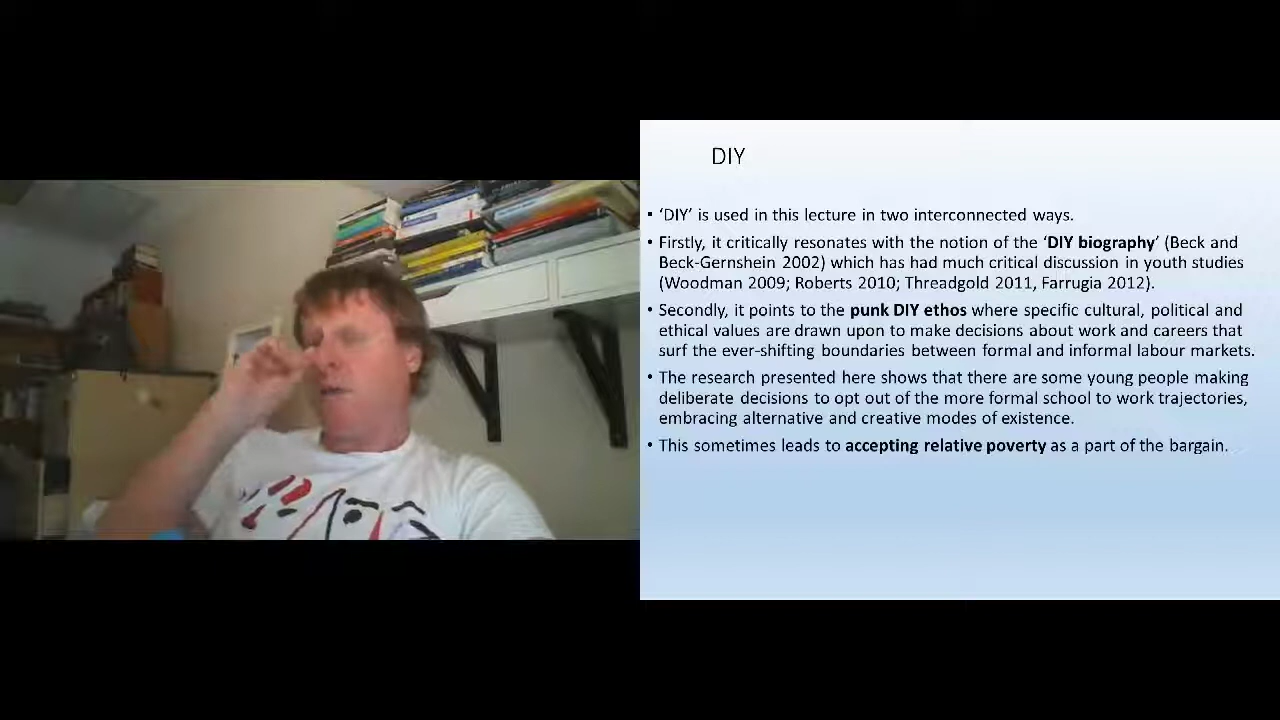 DIY
• 'DIY' is used in this lecture in two interconnected ways.
• Firstly, it critically resonates with the notion of the 'DIY biography' (Beck and
Beck-Gernshein 2002) which has had much critical discussion in youth studies
(Woodman 2009; Roberts 2010; Threadgold 2011, Farrugia 2012).
• Secondly, it points to the punk DIY ethos where specific cultural, political and
ethical values are drawn upon to make decisions about work and careers that
surf the ever-shifting boundaries between formal and informal labour markets.
• The research presented here shows that there are some young people making
deliberate decisions to opt out of the more formal school to work trajectories,
embracing alternative and creative modes of existence.
• This sometimes leads to accepting relative poverty as a part of the bargain.